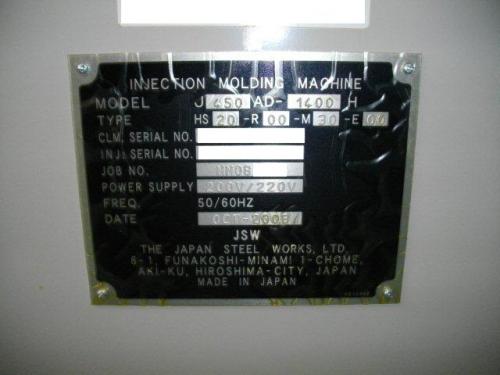 INJECTION MOLDING MACHINE
MODEL J 450 AD- 1400 H
TYPE HS 20 -R 00 -M 30 -E 00
CLM. SERIAL NO.
INJ. SERIAL NO.
JOB NO.
POWER SUPPLY 200V/220V
FREQ. 50/60HZ
DATE OCT-2008
JSW
THE JAPAN STEEL WORKS, LTD.
6-1, FUNAKOSHI-MINAMI 1-CHOME,
AKI-KU, HIROSHIMA-CITY, JAPAN
MADE IN JAPAN